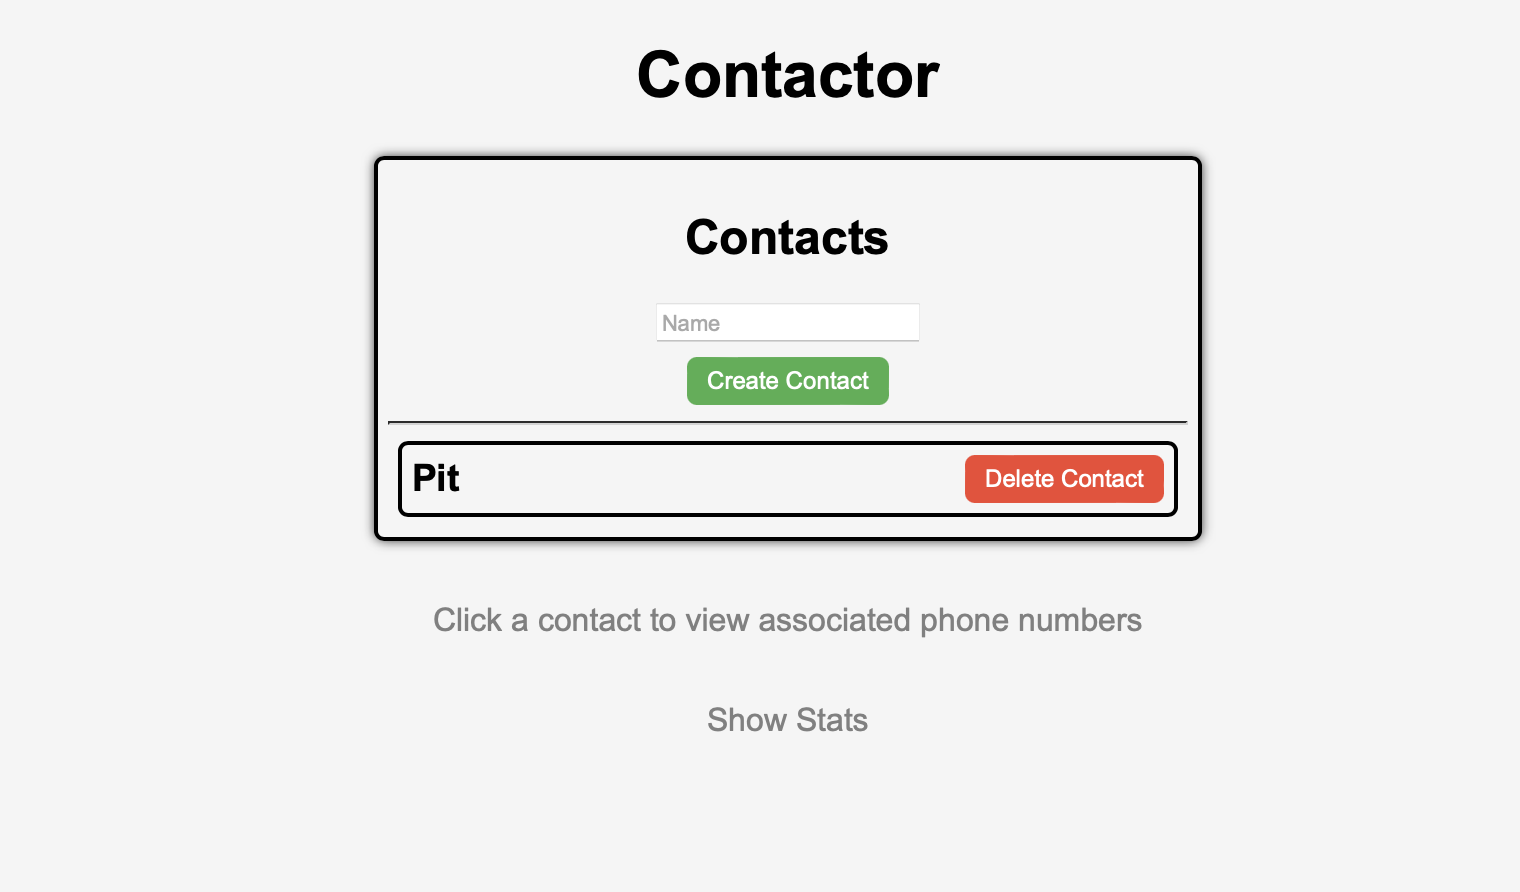 Contactor
Contacts
Name
Create Contact
Pit Delete Contact
Click a contact to view associated phone numbers
Show Stats